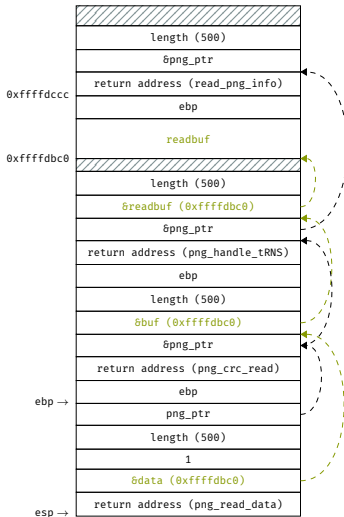 length (500)
&png_ptr
return address (read_png_info)
0xffffdccc
ebp
readbuf
0xffffdbc0
length (500)
&readbuf (0xffffdbc0)
&png_ptr
return address (png_handle_tRNS)
ebp
length (500)
&buf (0xffffdbc0)
&png_ptr
return address (png_crc_read)
ebp
ebp →
png_ptr
length (500)
1
&data (0xffffdbc0)
return address (png_read_data)
esp →